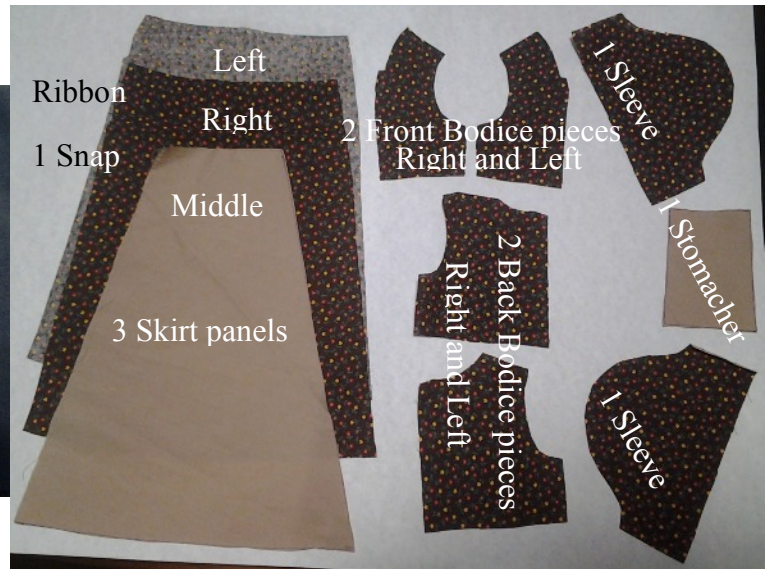 Left
Ribbon
Right
1 Snap
Middle
3 Skirt panels
2 Front Bodice pieces
Right and Left
1 Sleeve
1 Stomacher
2 Back Bodice pieces
Right and Left
1 Sleeve